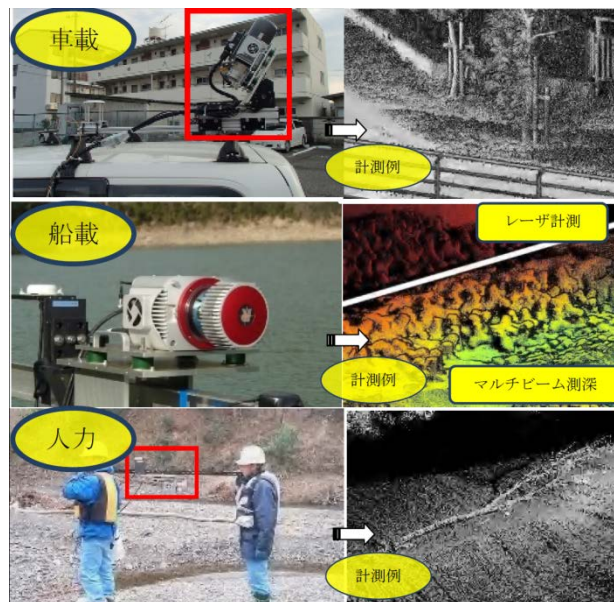 車載
計測例
船載
レーザ計測
計測例
マルチビーム測深
人力
計測例